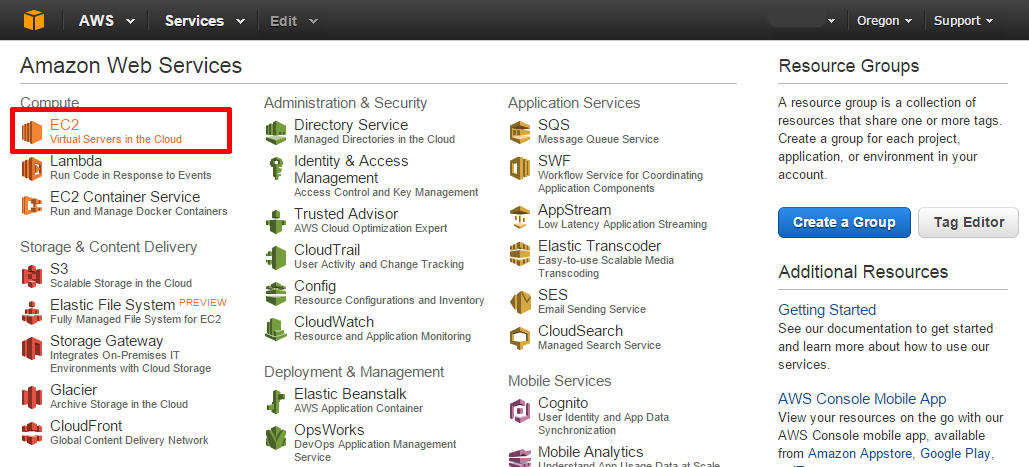 AWS Services Edit Oregon Support
Amazon Web Services
Compute
EC2
Virtual Servers in the Cloud
Lambda
Run Code in Response to Events
EC2 Container Service
Run and Manage Docker Containers
Storage & Content Delivery
S3
Scalable Storage in the Cloud
Elastic File System PREVIEW
Fully Managed File System for EC2
Storage Gateway
Integrates On-Premises IT
Environments with Cloud Storage
Glacier
Archive Storage in the Cloud
CloudFront
Global Content Delivery Network
Administration & Security
Directory Service
Managed Directories in the Cloud
Identity & Access
Management
Access Control and Key Management
Trusted Advisor
AWS Cloud Optimization Expert
CloudTrail
User Activity and Change Tracking
Config
Resource Configurations and Inventory
CloudWatch
Resource and Application Monitoring
Deployment & Management
Elastic Beanstalk
AWS Application Container
OpsWorks
DevOps Application Management
Service
Application Services
SQS
Message Queue Service
SWF
Workflow Service for Coordinating
Application Components
AppStream
Low Latency Application Streaming
Elastic Transcoder
Easy-to-use Scalable Media
Transcoding
SES
Email Sending Service
CloudSearch
Managed Search Service
Mobile Services
Cognito
User Identity and App Data
Synchronization
Mobile Analytics
Understand App Usage Data at Scale
Resource Groups
A resource group is a collection of
resources that share one or more tags.
Create a group for each project,
application, or environment in your
account.
Create a Group Tag Editor
Additional Resources
Getting Started
See our documentation to get started
and learn more about how to use our
services.
AWS Console Mobile App
View your resources on the go with our
AWS Console mobile app, available
from Amazon Appstore, Google Play,